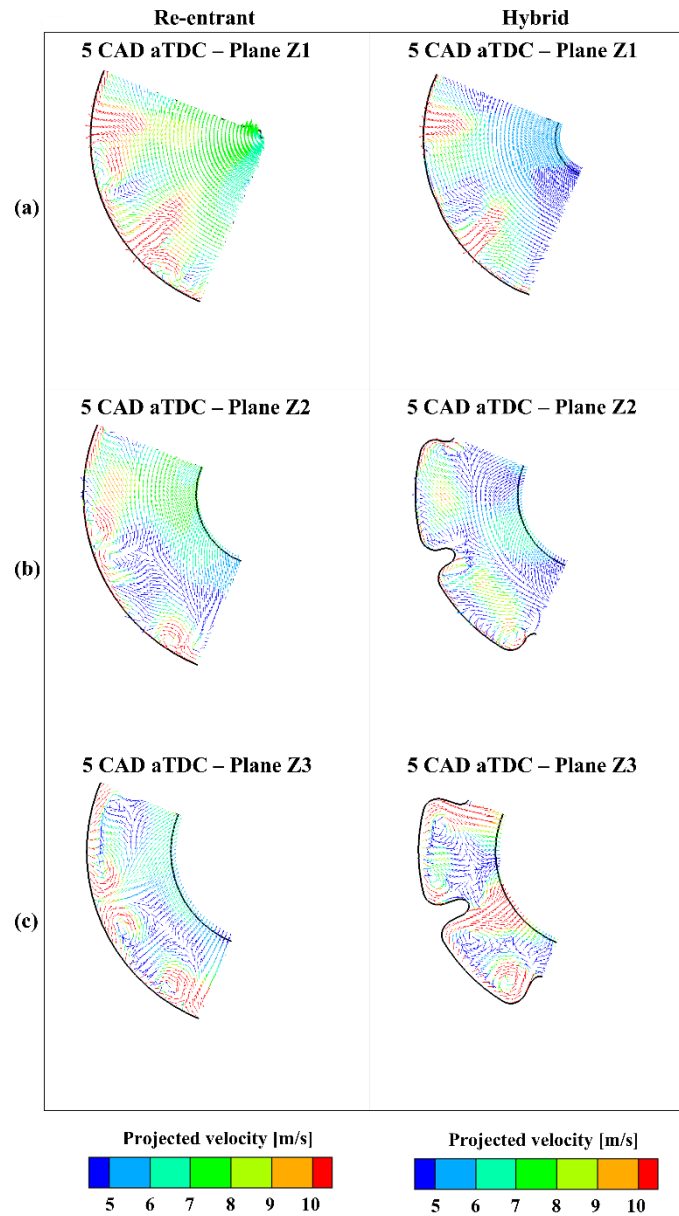 Re-entrant Hybrid
5 CAD aTDC – Plane Z1 5 CAD aTDC – Plane Z1
(a)
5 CAD aTDC – Plane Z2 5 CAD aTDC – Plane Z2
(b)
5 CAD aTDC – Plane Z3 5 CAD aTDC – Plane Z3
(c)
Projected velocity [m/s] Projected velocity [m/s]
5 6 7 8 9 10 5 6 7 8 9 10